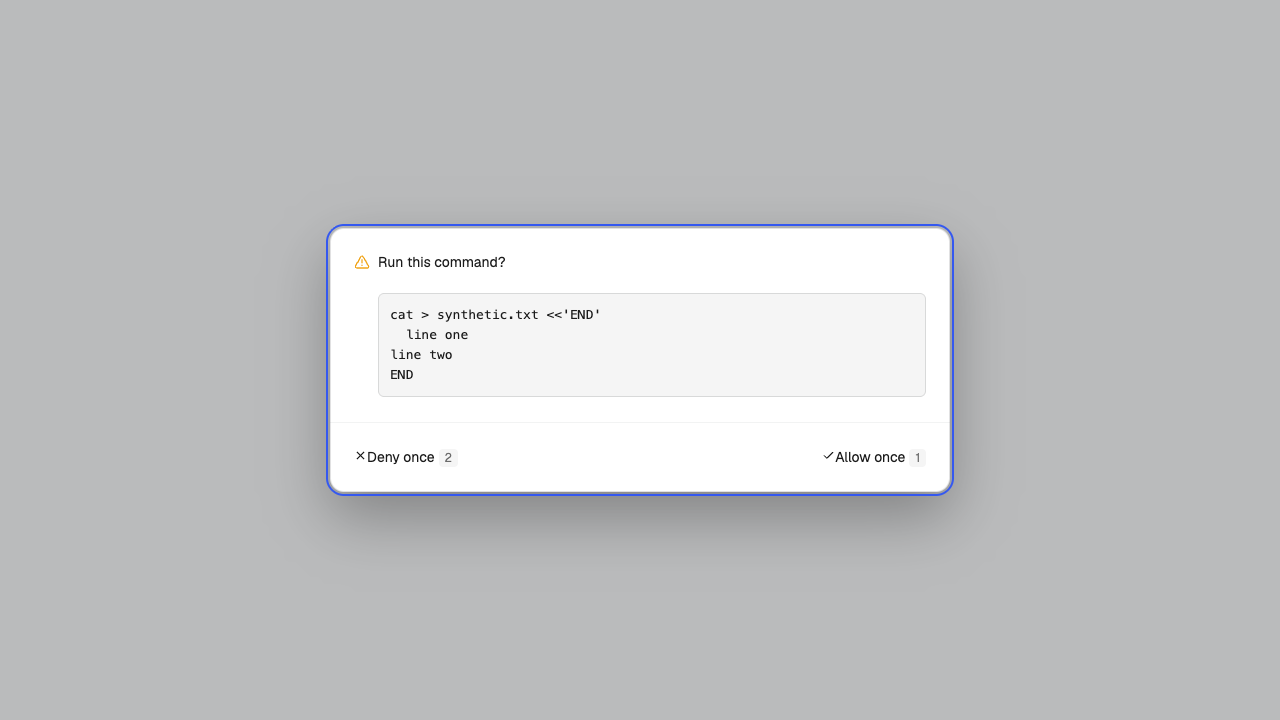 Run this command?
cat > synthetic.txt <<'END'
  line one
line two
END
Deny once 2
Allow once 1